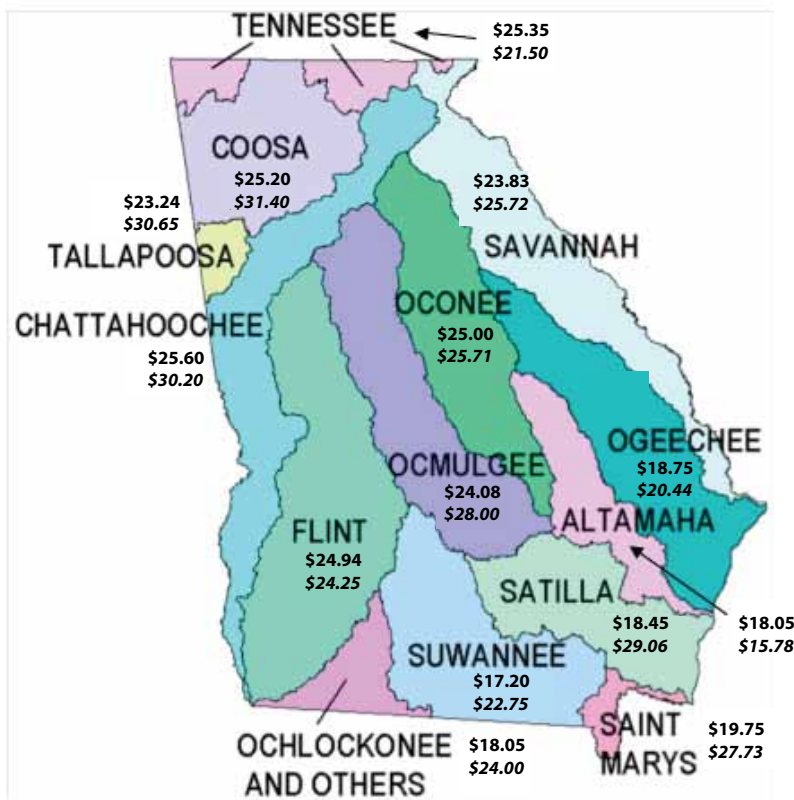 TENNESSEE
$25.35
$21.50
COOSA
$25.20
$31.40
$23.24
$30.65
TALLAPOOSA
$23.83
$25.72
SAVANNAH
CHATTAHOOCHEE
$25.60
$30.20
OCONEE
$25.00
$25.71
OCMULGEE
$24.08
$28.00
OGEECHEE
$18.75
$20.44
FLINT
$24.94
$24.25
ALTAMAHA
$18.05
$15.78
SATILLA
$18.45
$29.06
SUWANNEE
$17.20
$22.75
OCHLOCKONEE
AND OTHERS
$18.05
$24.00
SAINT
MARYS
$19.75
$27.73